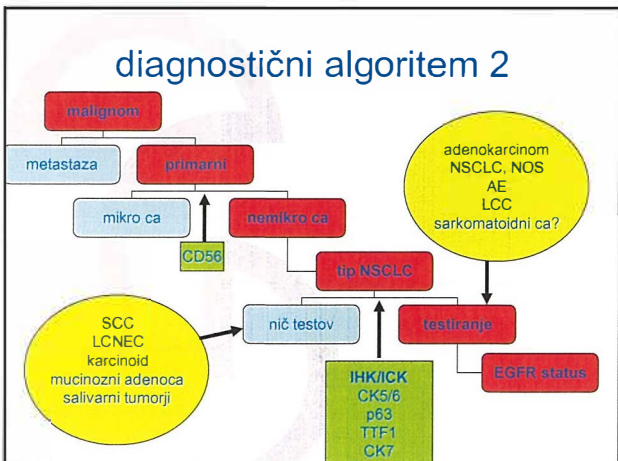 diagnostični algoritem 2
malignom
metastaza
primarni
mikro ca
nemikro ca
CD56
tip NSCLC
nič testov
testiranje
EGFR status
adenokarcinom
NSCLC, NOS
AE
LCC
sarkomatoidni ca?
SCC
LCNEC
karcinoid
mucinozni adenoca
salivarni tumorji
IHK/ICK
CK5/6
p63
TTF1
CK7